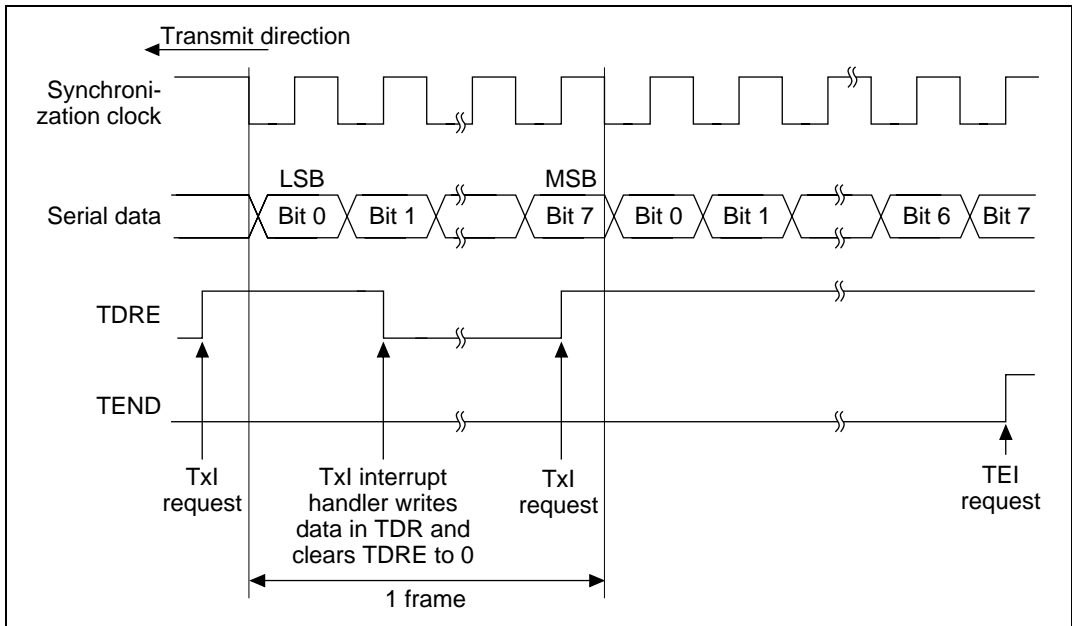 Transmit direction
Synchroni-
zation clock
LSB
MSB
Serial data
Bit 0
Bit 1
Bit 7
Bit 0
Bit 1
Bit 6
Bit 7
TDRE
TEND
TxI
request
TxI interrupt
handler writes
data in TDR and
clears TDRE to 0
TxI
request
TEI
request
1 frame